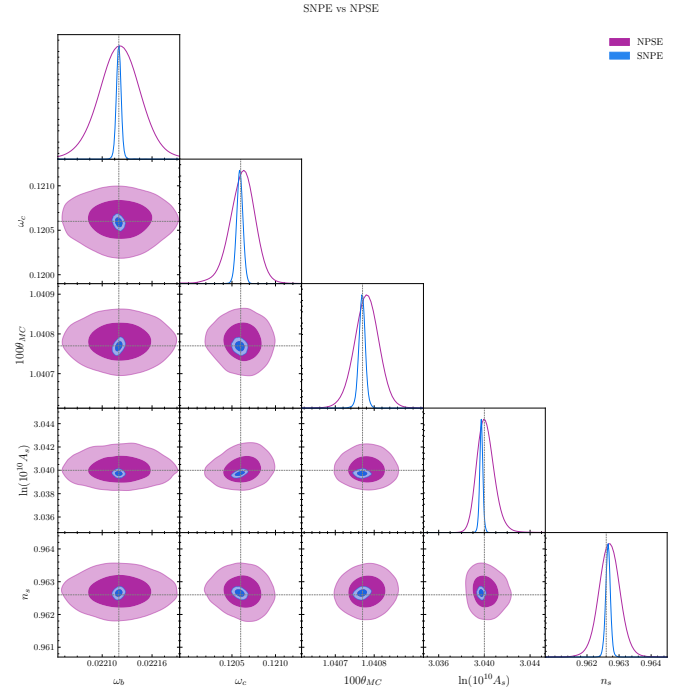 SNPE vs NPSE
NPSE
SNPE
0.1210
0.1205
0.1200
ω_c
1.0409
1.0408
1.0407
100θ_MC
3.044
3.042
3.040
3.038
3.036
ln(10^10 A_s)
0.964
0.963
0.962
0.961
n_s
0.02210 0.02216
0.1205 0.1210
1.0407 1.0408
3.036 3.040 3.044
0.962 0.963 0.964
ω_b
ω_c
100θ_MC
ln(10^10 A_s)
n_s